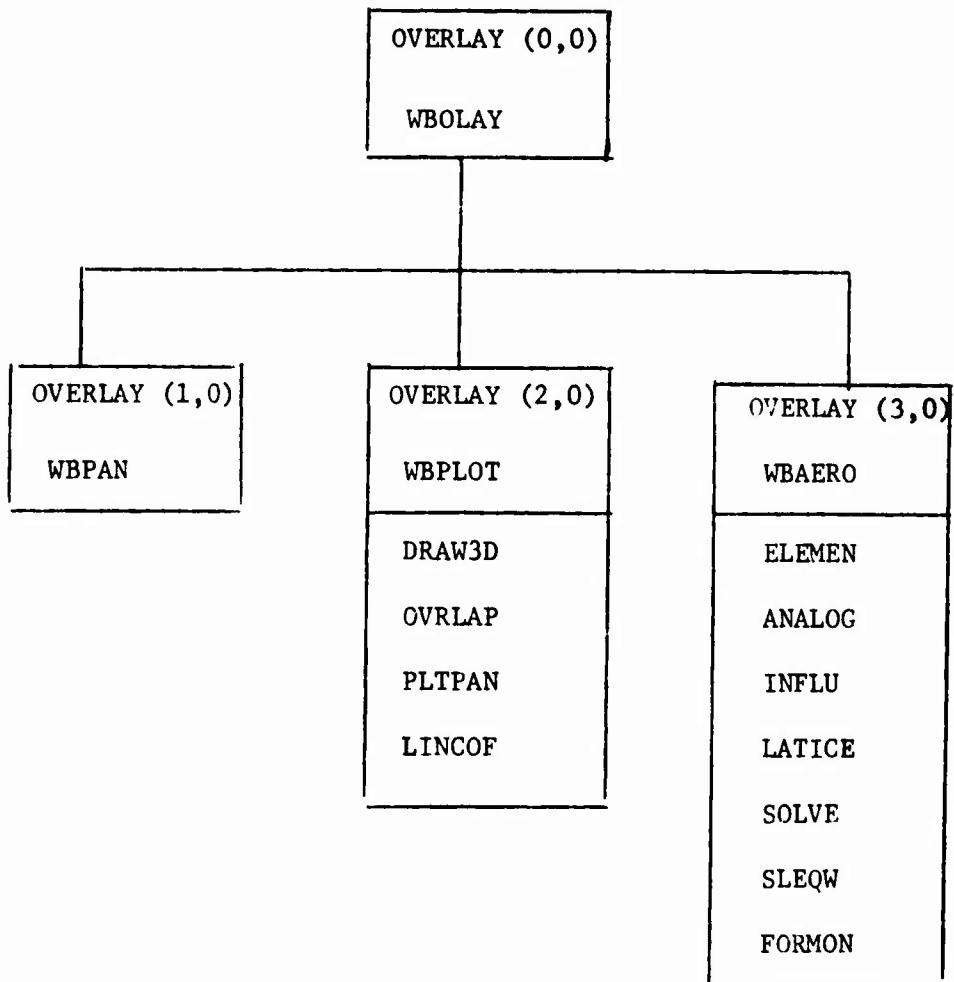 OVERLAY (0,0)
WBOLAY
OVERLAY (1,0)
WBPAN
OVERLAY (2,0)
WBPLOT
DRAW3D
OVRLAP
PLTPAN
LINCOF
OVERLAY (3,0)
WBAERO
ELEMEN
ANALOG
INFLU
LATICE
SOLVE
SLEQW
FORMON